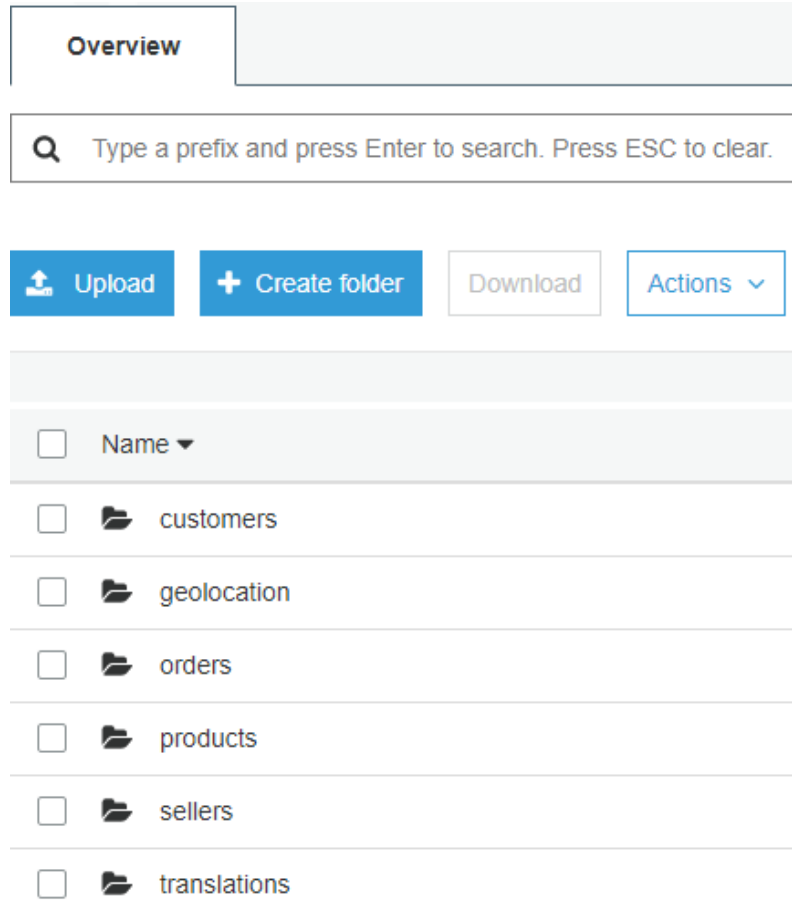 Overview
Type a prefix and press Enter to search. Press ESC to clear.
Upload Create folder Download Actions
Name
customers
geolocation
orders
products
sellers
translations